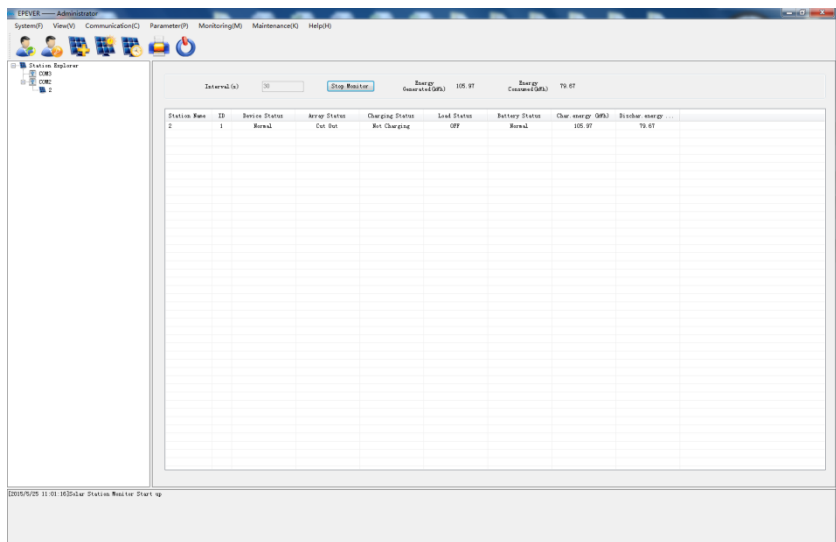 EPEVER —— Administrator
System(F) View(V) Communication(C) Parameter(P) Monitoring(M) Maintenance(K) Help(H)
Station Explorer
COM3
COM2
2
Interval(s) 30 Stop Monitor Energy Generated(kWh) 105.97 Energy Consumed(kWh) 79.67
Station Name ID Device Status Array Status Charging Status Load Status Battery Status Char.energy (kWh) Dischar.energy ...
2 1 Normal Cut Out Not Charging OFF Normal 105.97 79.67
[2015/5/25 11:01:16]Solar Station Monitor Start up